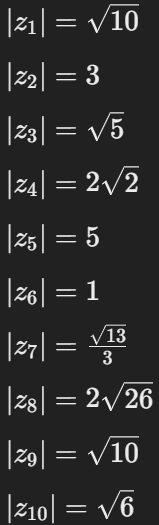 |z₁| = √10
|z₂| = 3
|z₃| = √5
|z₄| = 2√2
|z₅| = 5
|z₆| = 1
|z₇| = √13/3
|z₈| = 2√26
|z₉| = √10
|z₁₀| = √6